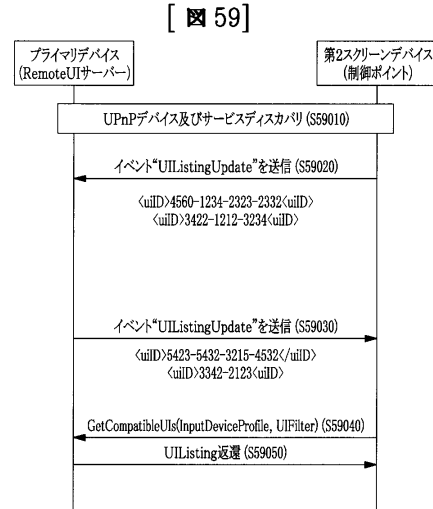 [図59]
プライマリデバイス
(RemoteUIサーバー)
第2スクリーンデバイス
(制御ポイント)
UPnPデバイス及びサービスディスカバリ (S59010)
イベント“UIListingUpdate”を送信 (S59020)
〈uiID〉4560-1234-2323-2332〈uiID〉
〈uiID〉3422-1212-3234〈uiID〉
イベント“UIListingUpdate”を送信 (S59030)
〈uiID〉5423-5432-3215-4532〈/uiID〉
〈uiID〉3342-2123〈uiID〉
GetCompatibleUIs(InputDeviceProfile, UIFilter) (S59040)
UIListing返還 (S59050)